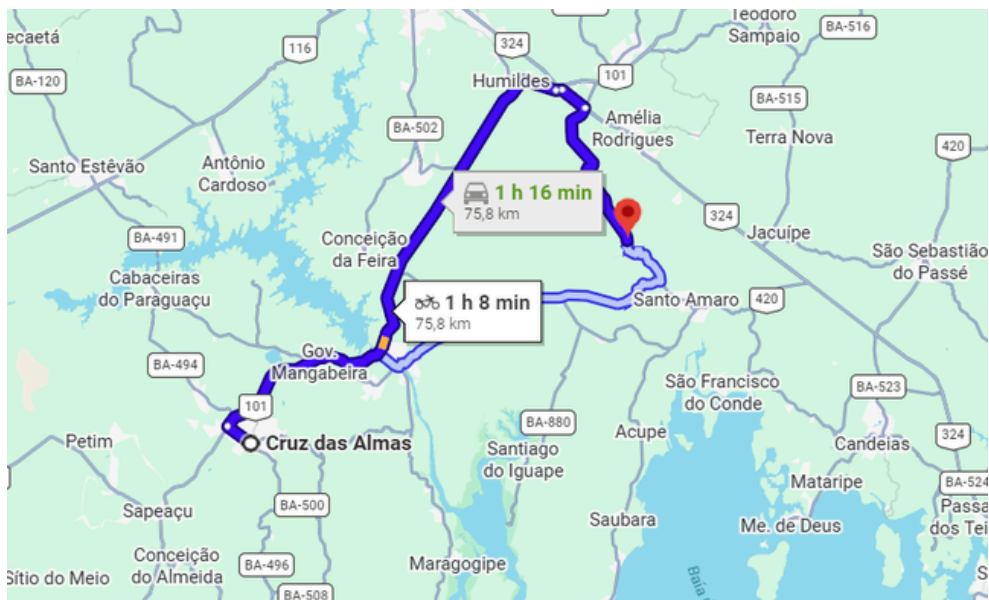 Teodoro
Sampaio
BA-516
ecaetá
116
324
BA-120
Humildes
101
BA-515
Amélia
Rodrigues
BA-502
Terra Nova
420
Santo Estêvão
Antônio
Cardoso
1 h 16 min
75,8 km
324
Jacuípe
BA-491
Conceição
da Feira
São Sebastião
do Passé
Cabaceiras
do Paraguaçu
1 h 8 min
75,8 km
Santo Amaro
420
Gov.
Mangabeira
BA-494
São Francisco
do Conde
BA-523
101
Cruz das Almas
Petim
BA-880
Acupe
Candeias
324
Santiago
do Iguape
Mataripe
BA-524
BA-500
Sapeaçu
Saubara
Me. de Deus
Passa
dos Tei
Conceição
do Almeida
BA-496
Maragogipe
Sítio do Meio
BA-508
Baía
S